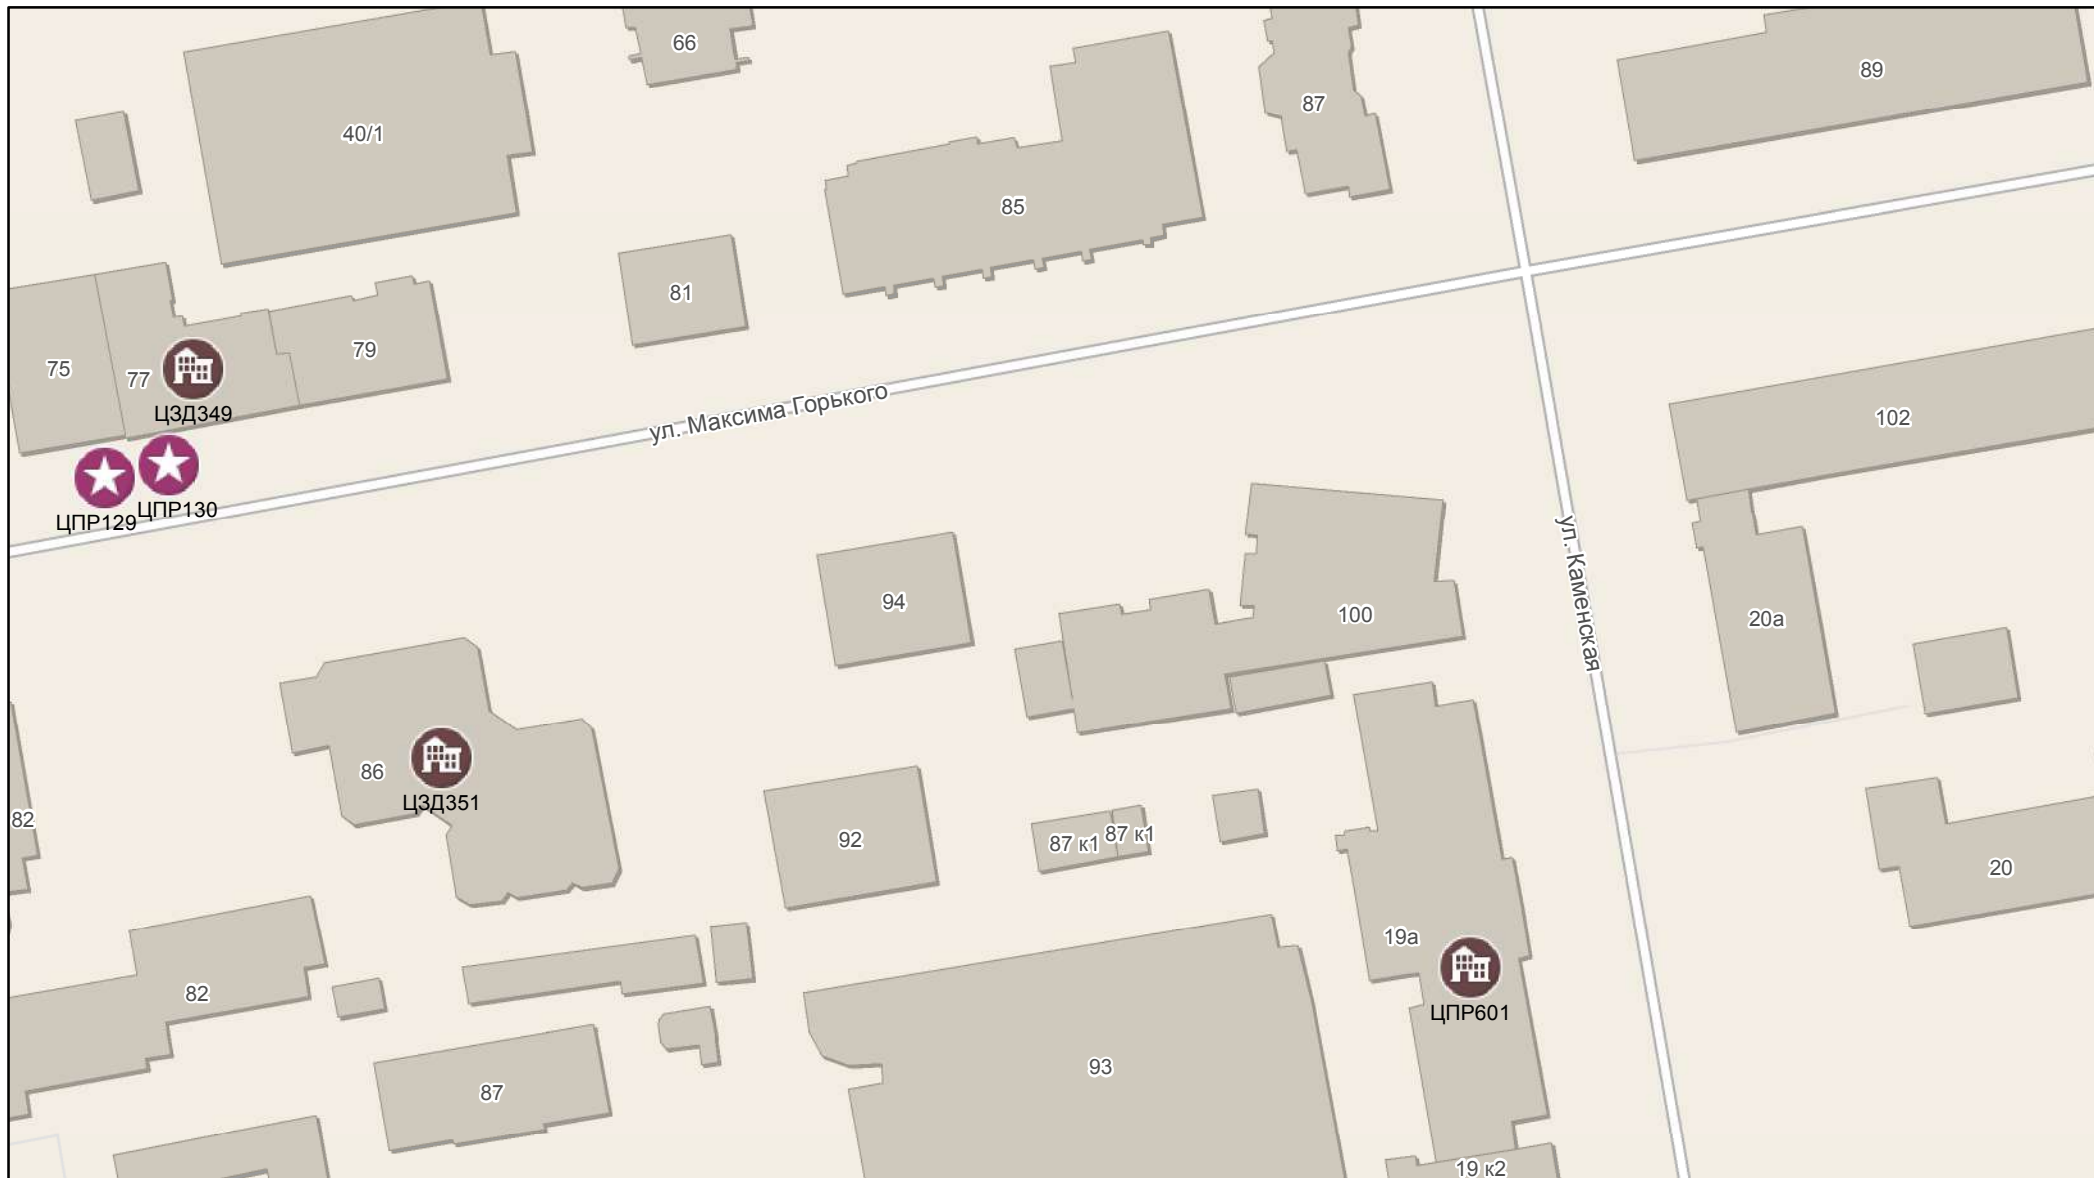 66
89
87
40/1
85
81
79
75
77
ЦЗД349
ул. Максима Горького
102
ЦПР129
ЦПР130
94
100
ул. Каменская
20а
86
ЦЗД351
82
92
87 к1
87 к1
20
19а
ЦПР601
82
93
87
19 к2